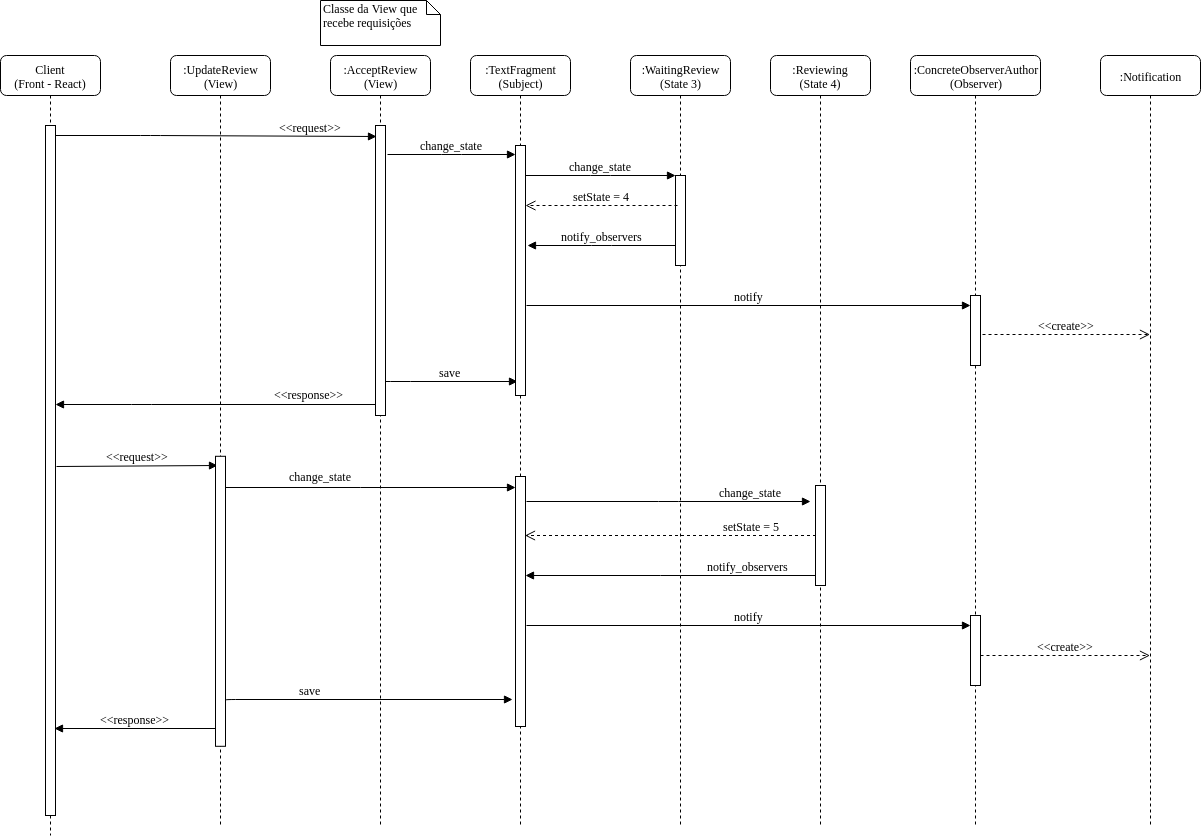 Classe da View que
recebe requisições
Client
(Front - React)
:UpdateReview
(View)
:AcceptReview
(View)
:TextFragment
(Subject)
:WaitingReview
(State 3)
:Reviewing
(State 4)
:ConcreteObserverAuthor
(Observer)
:Notification
<<request>>
change_state
change_state
setState = 4
notify_observers
notify
<<create>>
save
<<response>>
<<request>>
change_state
change_state
setState = 5
notify_observers
notify
<<create>>
save
<<response>>